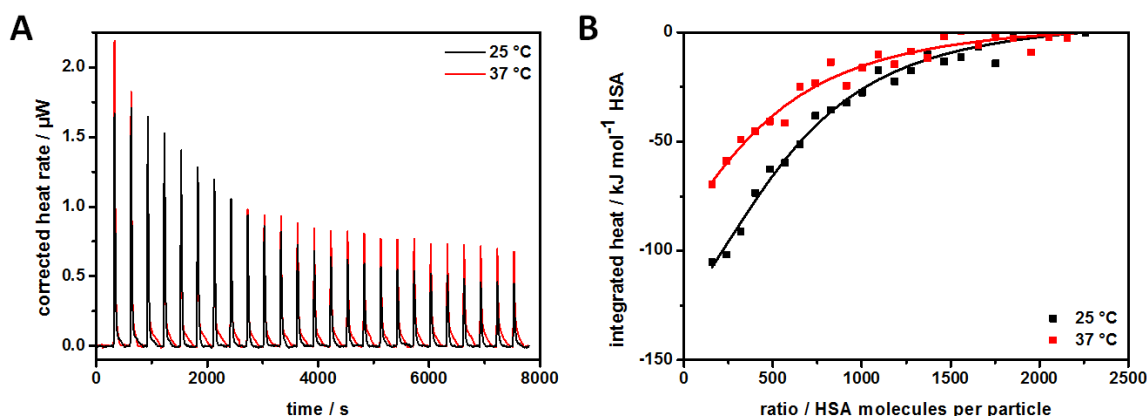 A
corrected heat rate / µW
2.0
1.5
1.0
0.5
0.0
25 °C
37 °C
0
2000
4000
6000
8000
time / s
B
integrated heat / kJ mol⁻¹ HSA
0
-50
-100
-150
25 °C
37 °C
0
500
1000
1500
2000
2500
ratio / HSA molecules per particle